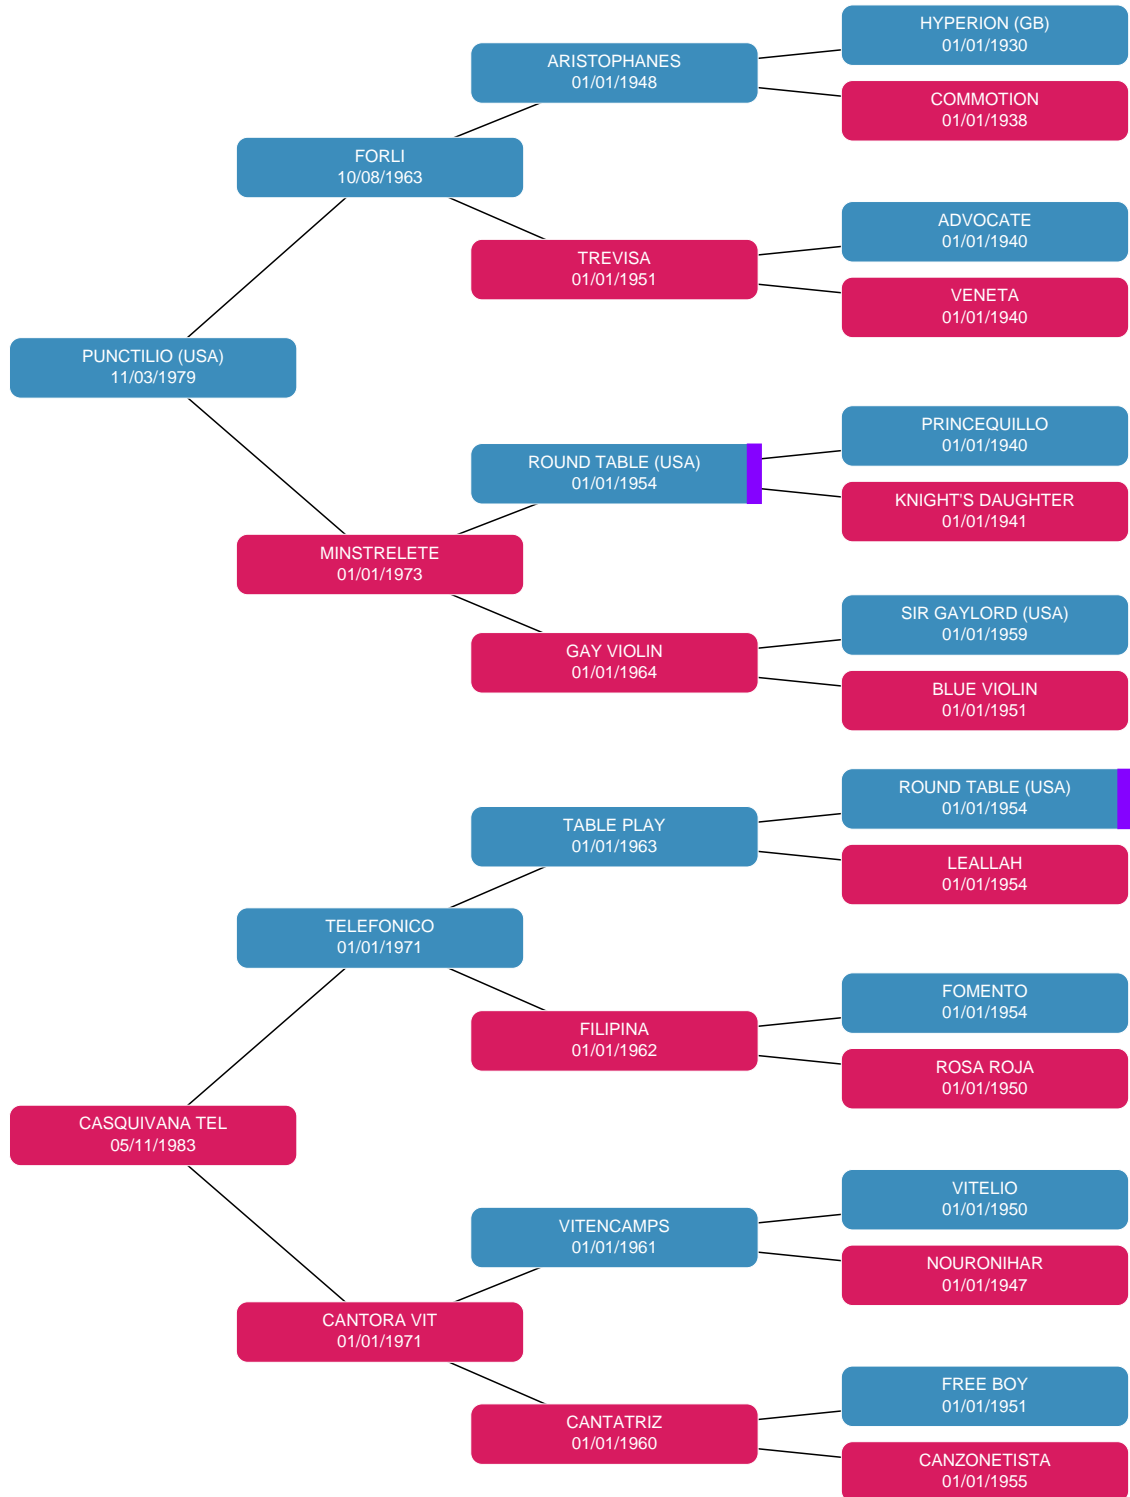 HYPERION (GB)
01/01/1930
ARISTOPHANES
01/01/1948
COMMOTION
01/01/1938
FORLI
10/08/1963
ADVOCATE
01/01/1940
TREVISA
01/01/1951
VENETA
01/01/1940
PUNCTILIO (USA)
11/03/1979
PRINCEQUILLO
01/01/1940
ROUND TABLE (USA)
01/01/1954
KNIGHT'S DAUGHTER
01/01/1941
MINSTRELETE
01/01/1973
SIR GAYLORD (USA)
01/01/1959
GAY VIOLIN
01/01/1964
BLUE VIOLIN
01/01/1951
ROUND TABLE (USA)
01/01/1954
TABLE PLAY
01/01/1963
LEALLAH
01/01/1954
TELEFONICO
01/01/1971
FOMENTO
01/01/1954
FILIPINA
01/01/1962
ROSA ROJA
01/01/1950
CASQUIVANA TEL
05/11/1983
VITELIO
01/01/1950
VITENCAMPS
01/01/1961
NOURONIHAR
01/01/1947
CANTORA VIT
01/01/1971
FREE BOY
01/01/1951
CANTATRIZ
01/01/1960
CANZONETISTA
01/01/1955